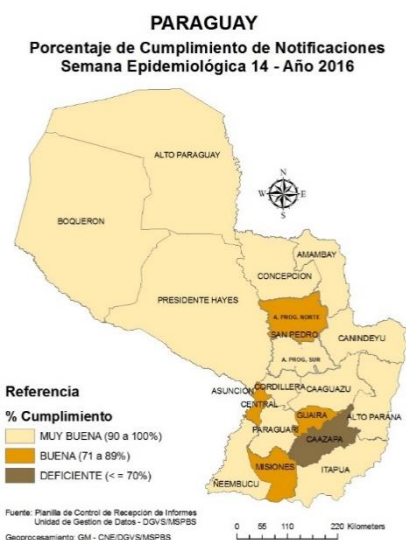 PARAGUAY
Porcentaje de Cumplimiento de Notificaciones
Semana Epidemiológica 14 - Año 2016
ALTO PARAGUAY
BOQUERON
N
W E
S
AMAMBAY
CONCEPCION
PRESIDENTE HAYES
A. PROG. NORTE
SAN PEDRO
CANINDEYU
A. PROG. SUR
ASUNCION
CORDILLERA
CAAGUAZU
CENTRAL
GUAIRA
ALTO PARANA
PARAGUARI
CAAZAPA
MISIONES
ITAPUA
ÑEEMBUCU
Referencia
% Cumplimiento
MUY BUENA (90 a 100%)
BUENA (71 a 89%)
DEFICIENTE (< = 70%)
Fuente: Planilla de Control de Recepción de Informes
Unidad de Gestion de Datos - DGVS/MSPBS
Geoprocesamiento: GM - CNE/DGVS/MSPBS
0 55 110 220 Kilometers